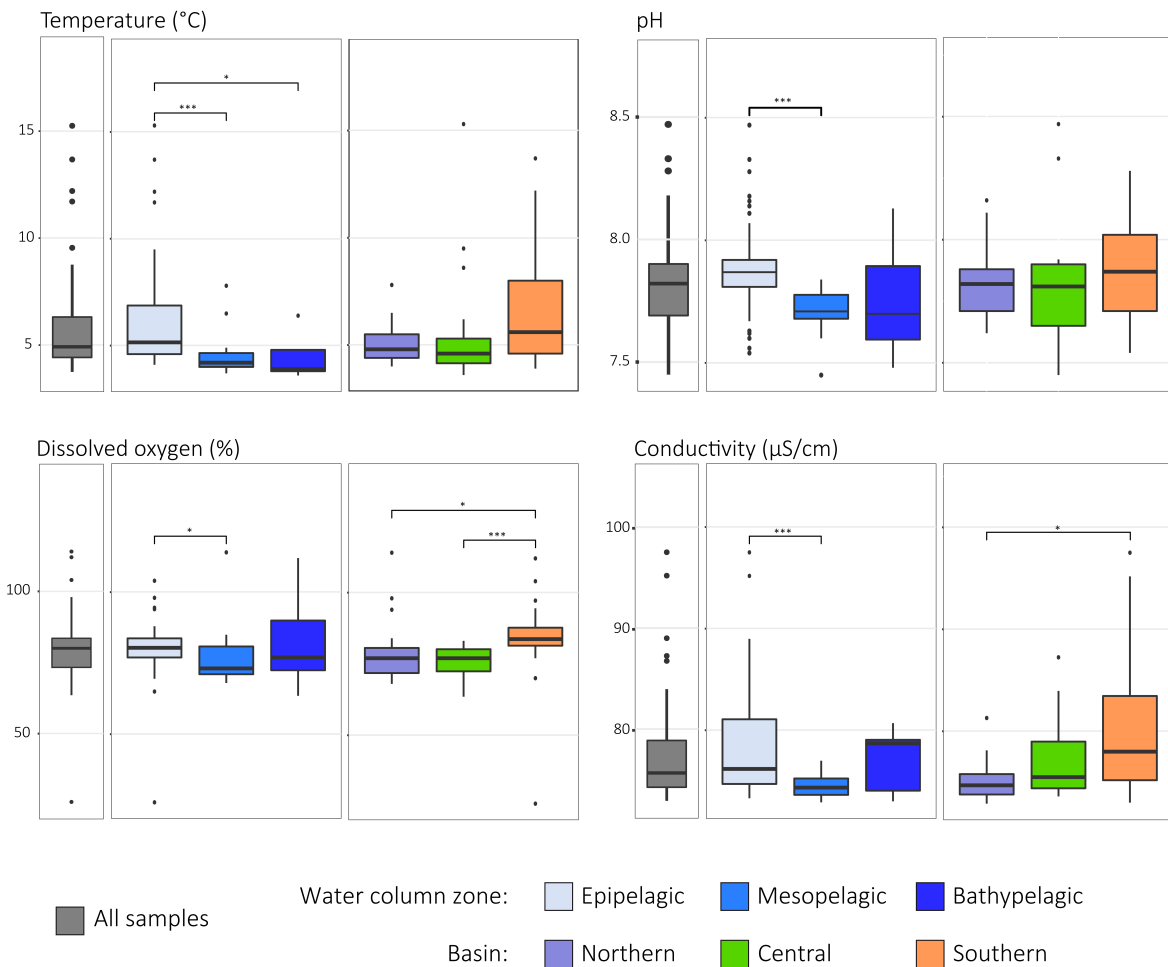 Temperature (°C)
pH
*
***
15
10
5
***
8.5
8.0
7.5
Dissolved oxygen (%)
Conductivity (µS/cm)
*
*
***
100
50
***
*
100
90
80
All samples
Water column zone: Epipelagic Mesopelagic Bathypelagic
Basin: Northern Central Southern